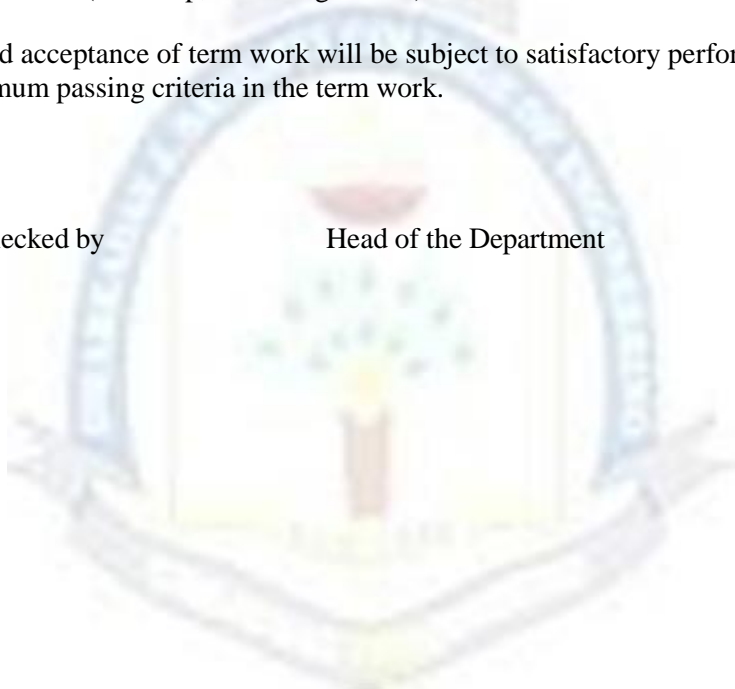 d acceptance of term work will be subject to satisfactory perfor
mum passing criteria in the term work.
ecked by Head of the Department